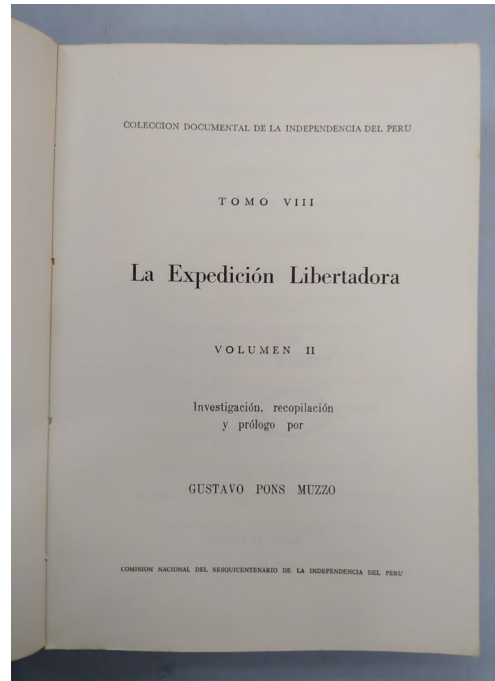 COLECCION DOCUMENTAL DE LA INDEPENDENCIA DEL PERU
TOMO VIII
La Expedición Libertadora
VOLUMEN II
Investigación, recopilación
y prólogo por
GUSTAVO PONS MUZZO
COMISION NACIONAL DEL SESQUICENTENARIO DE LA INDEPENDENCIA DEL PERU